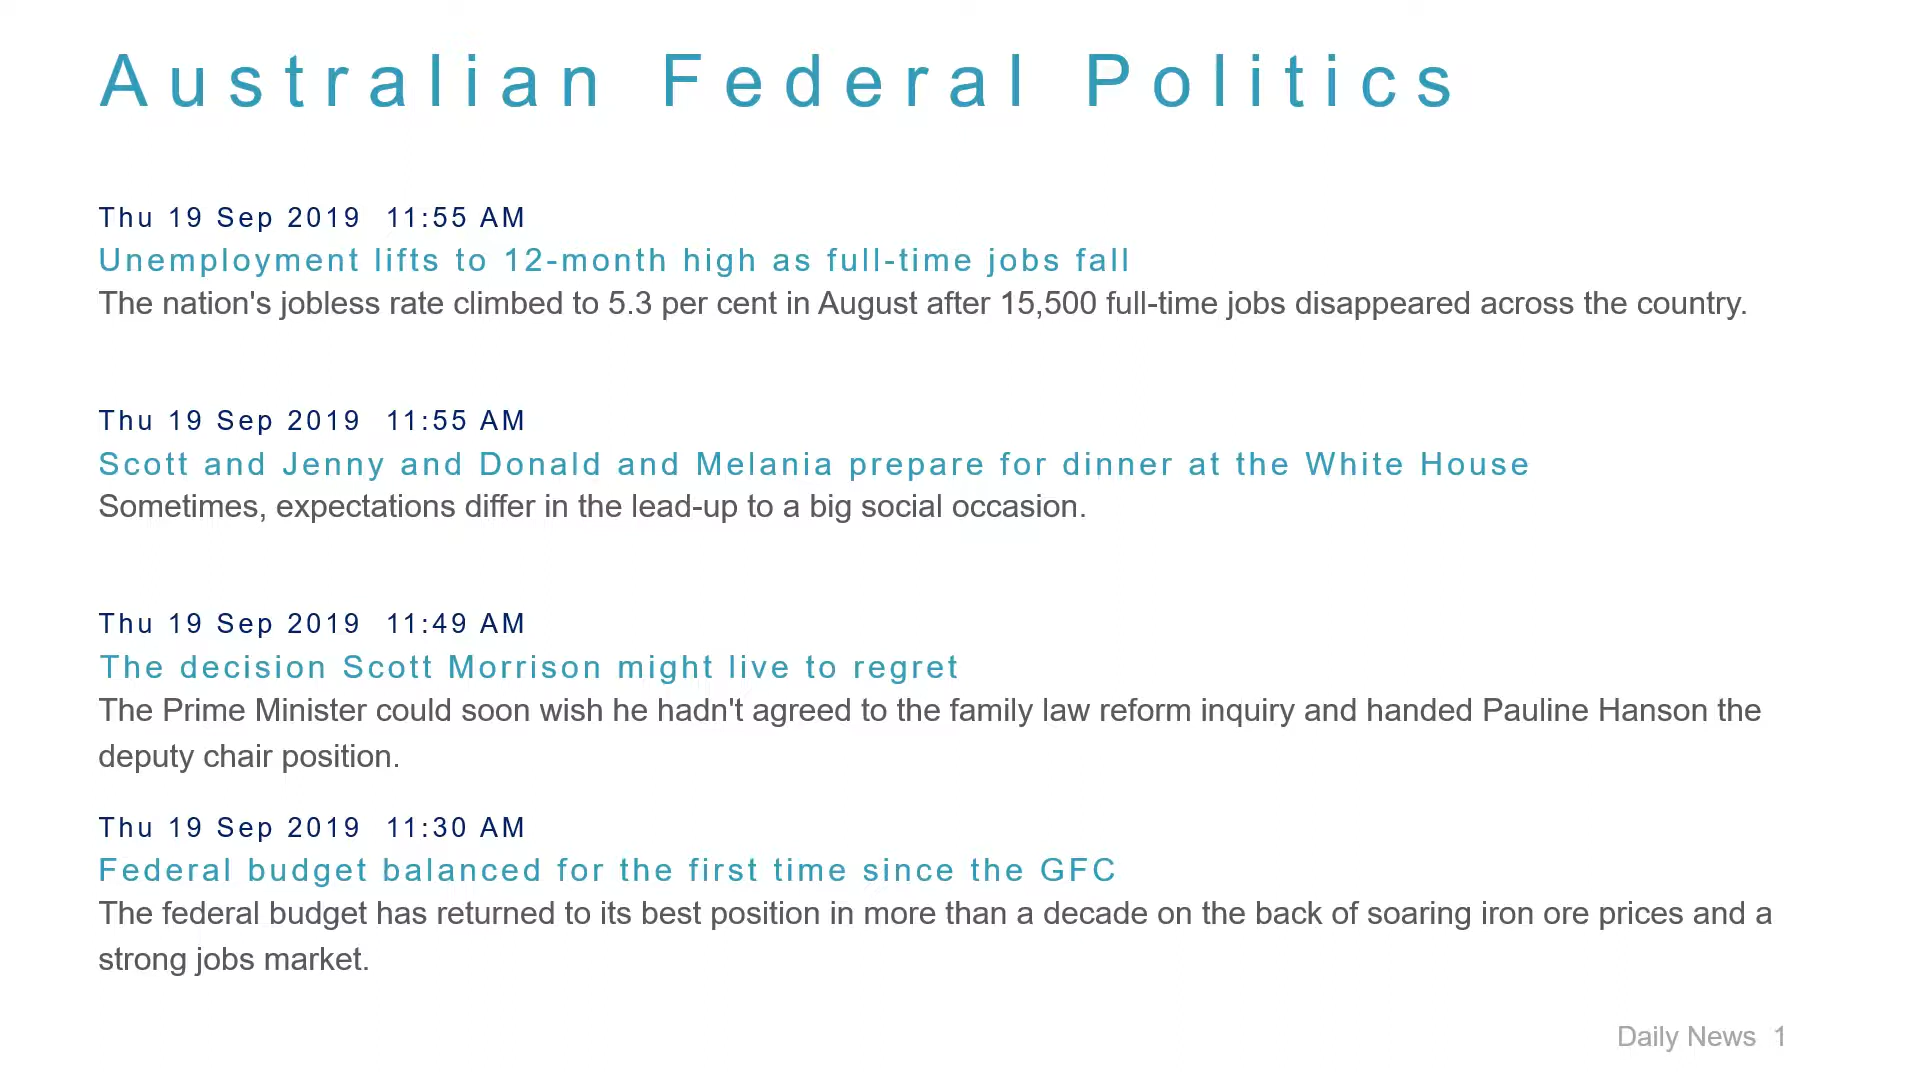 Australian Federal Politics
Thu 19 Sep 2019 11:55 AM
Unemployment lifts to 12-month high as full-time jobs fall
The nation's jobless rate climbed to 5.3 per cent in August after 15,500 full-time jobs disappeared across the country.
Thu 19 Sep 2019 11:55 AM
Scott and Jenny and Donald and Melania prepare for dinner at the White House
Sometimes, expectations differ in the lead-up to a big social occasion.
Thu 19 Sep 2019 11:49 AM
The decision Scott Morrison might live to regret
The Prime Minister could soon wish he hadn't agreed to the family law reform inquiry and handed Pauline Hanson the
deputy chair position.
Thu 19 Sep 2019 11:30 AM
Federal budget balanced for the first time since the GFC
The federal budget has returned to its best position in more than a decade on the back of soaring iron ore prices and a
strong jobs market.
Daily News 1